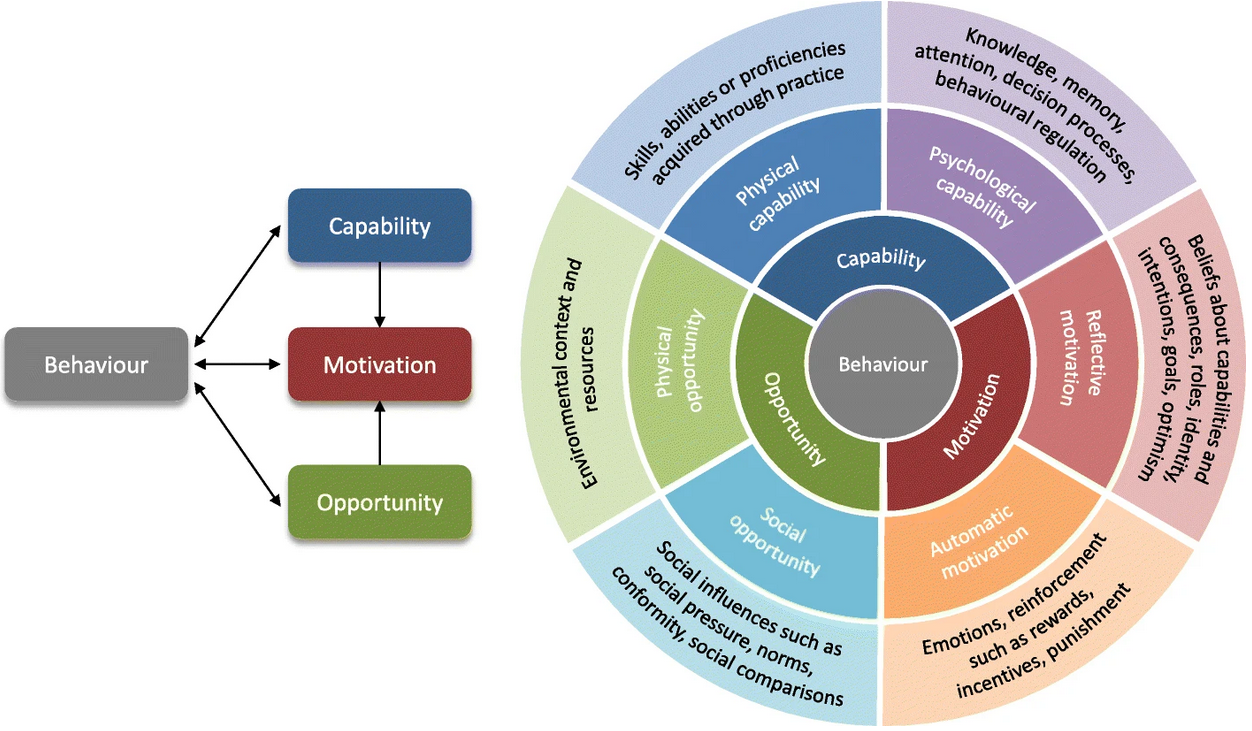 Capability
Behaviour
Motivation
Opportunity
Skills, abilities or proficiencies
acquired through practice
Knowledge, memory,
attention, decision processes,
behavioural regulation
Physical
capability
Psychological
capability
Capability
Environmental context and
resources
Physical
opportunity
Opportunity
Behaviour
Motivation
Reflective
motivation
Beliefs about capabilities and
consequences, roles, identity,
intentions, goals, optimism
Social
opportunity
Social influences such as
social pressure, norms,
conformity, social comparisons
Automatic
motivation
Emotions, reinforcement
such as rewards,
incentives, punishment